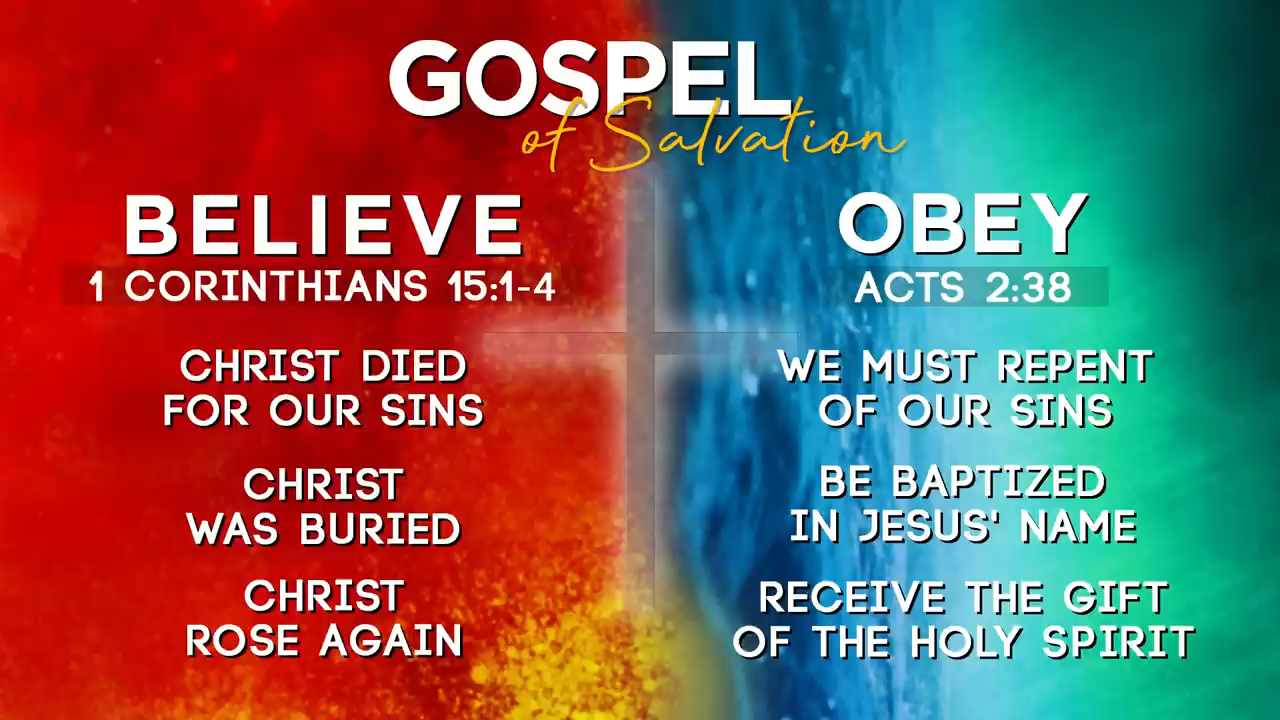 GOSPEL
of Salvation
BELIEVE
1 CORINTHIANS 15:1-4
CHRIST DIED
FOR OUR SINS
CHRIST
WAS BURIED
CHRIST
ROSE AGAIN
OBEY
ACTS 2:38
WE MUST REPENT
OF OUR SINS
BE BAPTIZED
IN JESUS' NAME
RECEIVE THE GIFT
OF THE HOLY SPIRIT